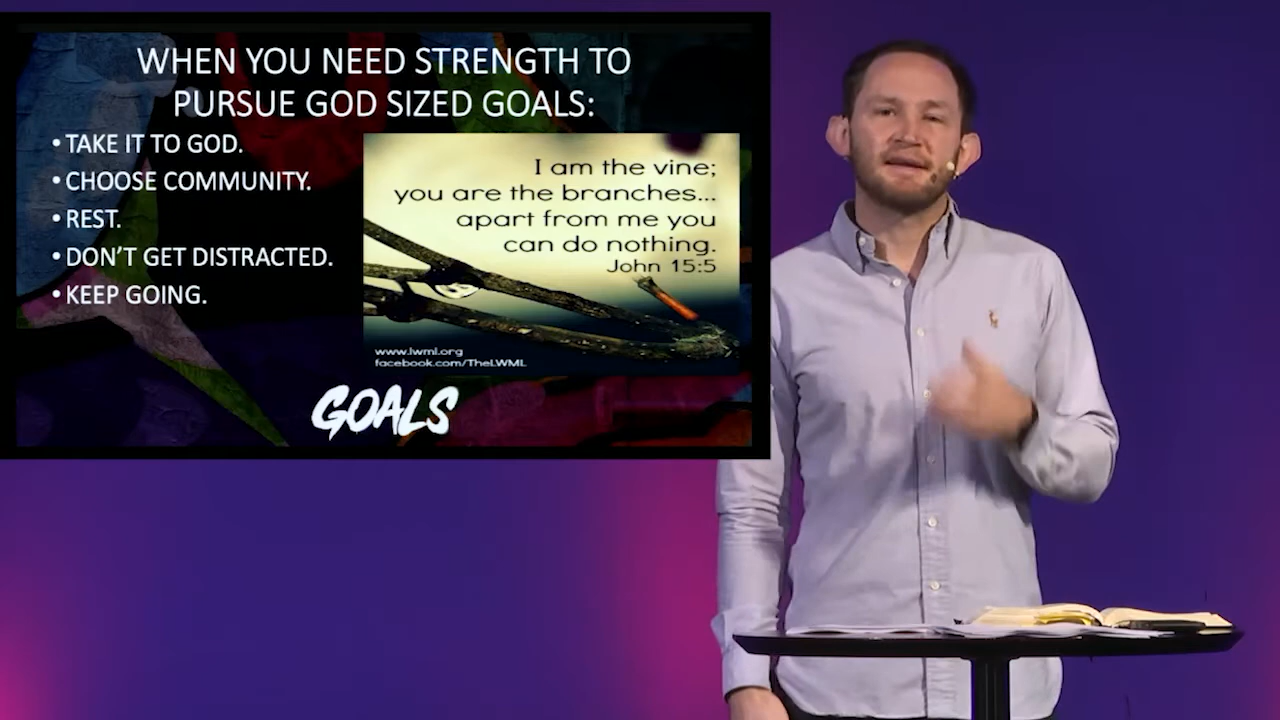 WHEN YOU NEED STRENGTH TO
PURSUE GOD SIZED GOALS:
• TAKE IT TO GOD.
• CHOOSE COMMUNITY.
• REST.
• DON'T GET DISTRACTED.
• KEEP GOING.
I am the vine;
you are the branches...
apart from me you
can do nothing.
John 15:5
www.lwml.org
facebook.com/TheLWML
GOALS